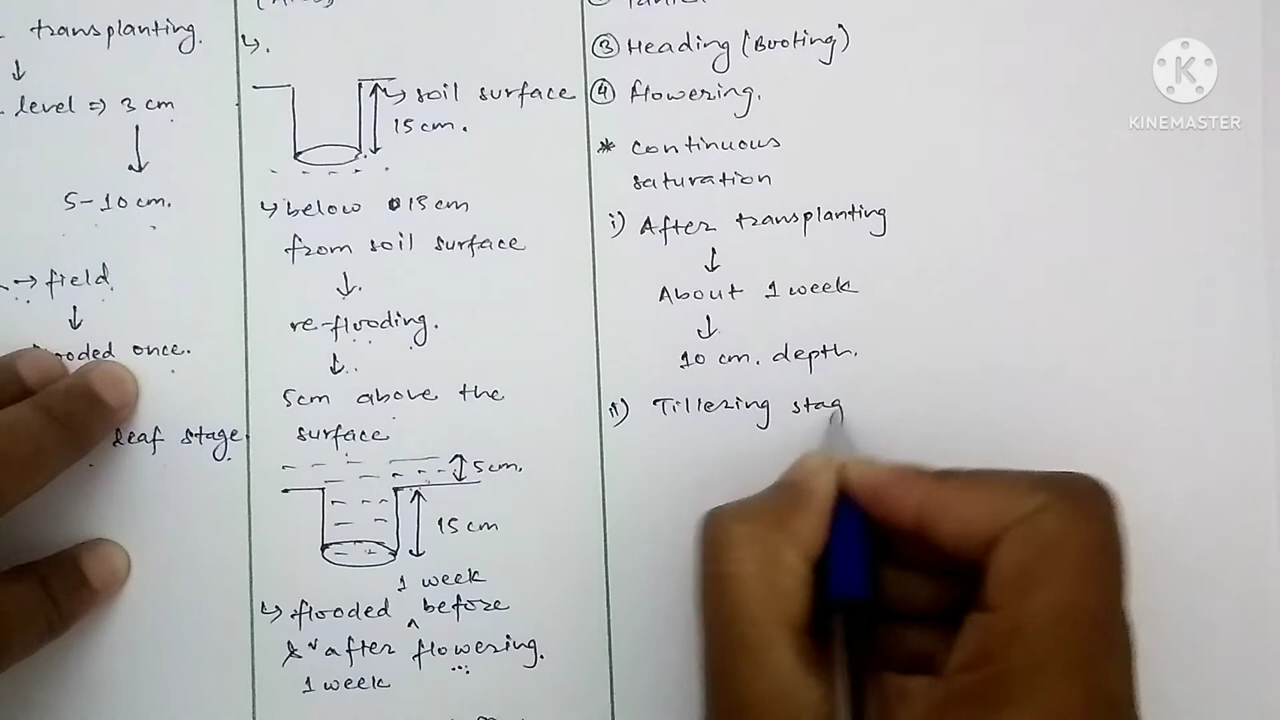 transplanting.
↓
level ⇒ 3 cm
↓
5-10 cm.
→ field
↓
once.
leaf stage
↳.
↳ soil surface
15 cm.
↳ below 15 cm
from soil surface
↓.
re-flooding.
↓..
5cm above the
surface
5cm.
15 cm
1 week
↳ flooded ^ before
& after flowering.
1 week
③ Heading (Booting)
④ flowering.
* continuous
saturation
i) After transplanting
↓
About 1 week
↓
10 cm. depth.
ii) Tillering stag
K
KINEMASTER